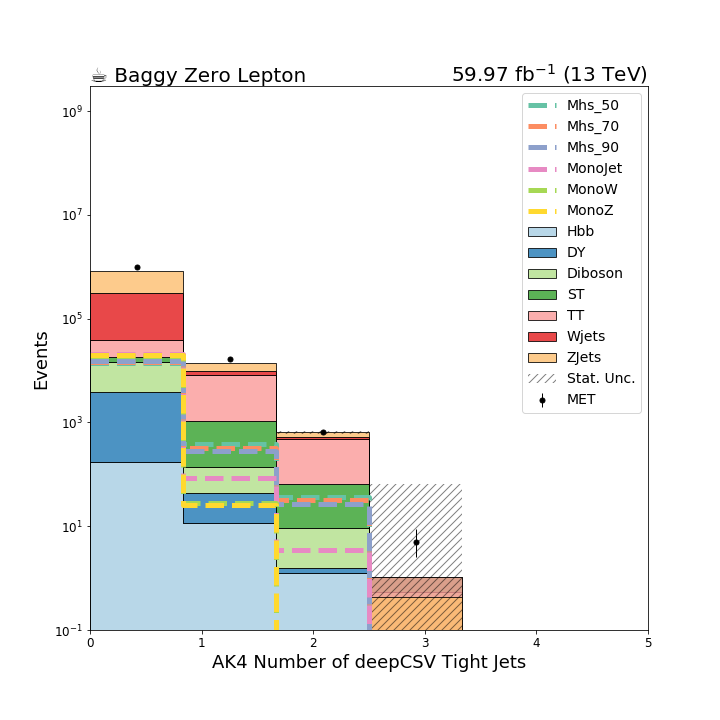 ☕ Baggy Zero Lepton
59.97 fb⁻¹ (13 TeV)
Events
10⁹
10⁷
10⁵
10³
10¹
10⁻¹
Mhs_50
Mhs_70
Mhs_90
MonoJet
MonoW
MonoZ
Hbb
DY
Diboson
ST
TT
Wjets
ZJets
Stat. Unc.
MET
0 1 2 3 4 5
AK4 Number of deepCSV Tight Jets